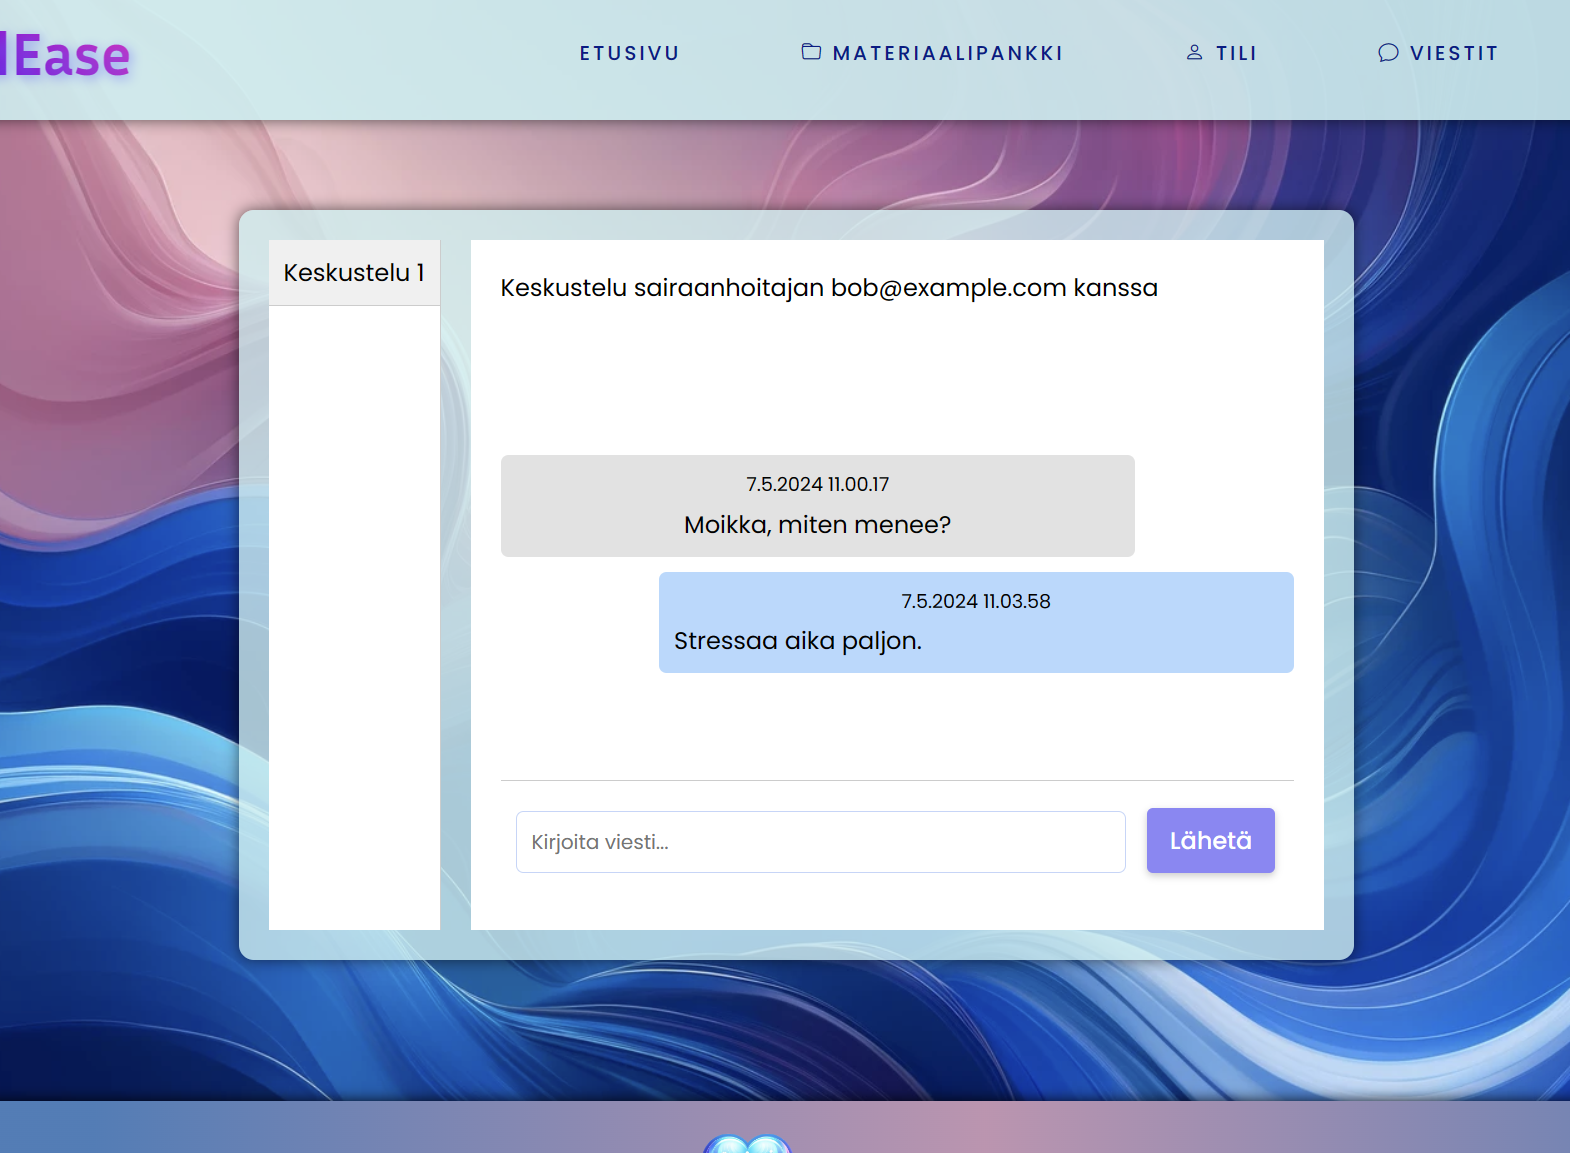 lEase
ETUSIVU
MATERIAALIPANKKI
TILI
VIESTIT
Keskustelu 1
Keskustelu sairaanhoitajan bob@example.com kanssa
7.5.2024 11.00.17
Moikka, miten menee?
7.5.2024 11.03.58
Stressaa aika paljon.
Kirjoita viesti...
Lähetä